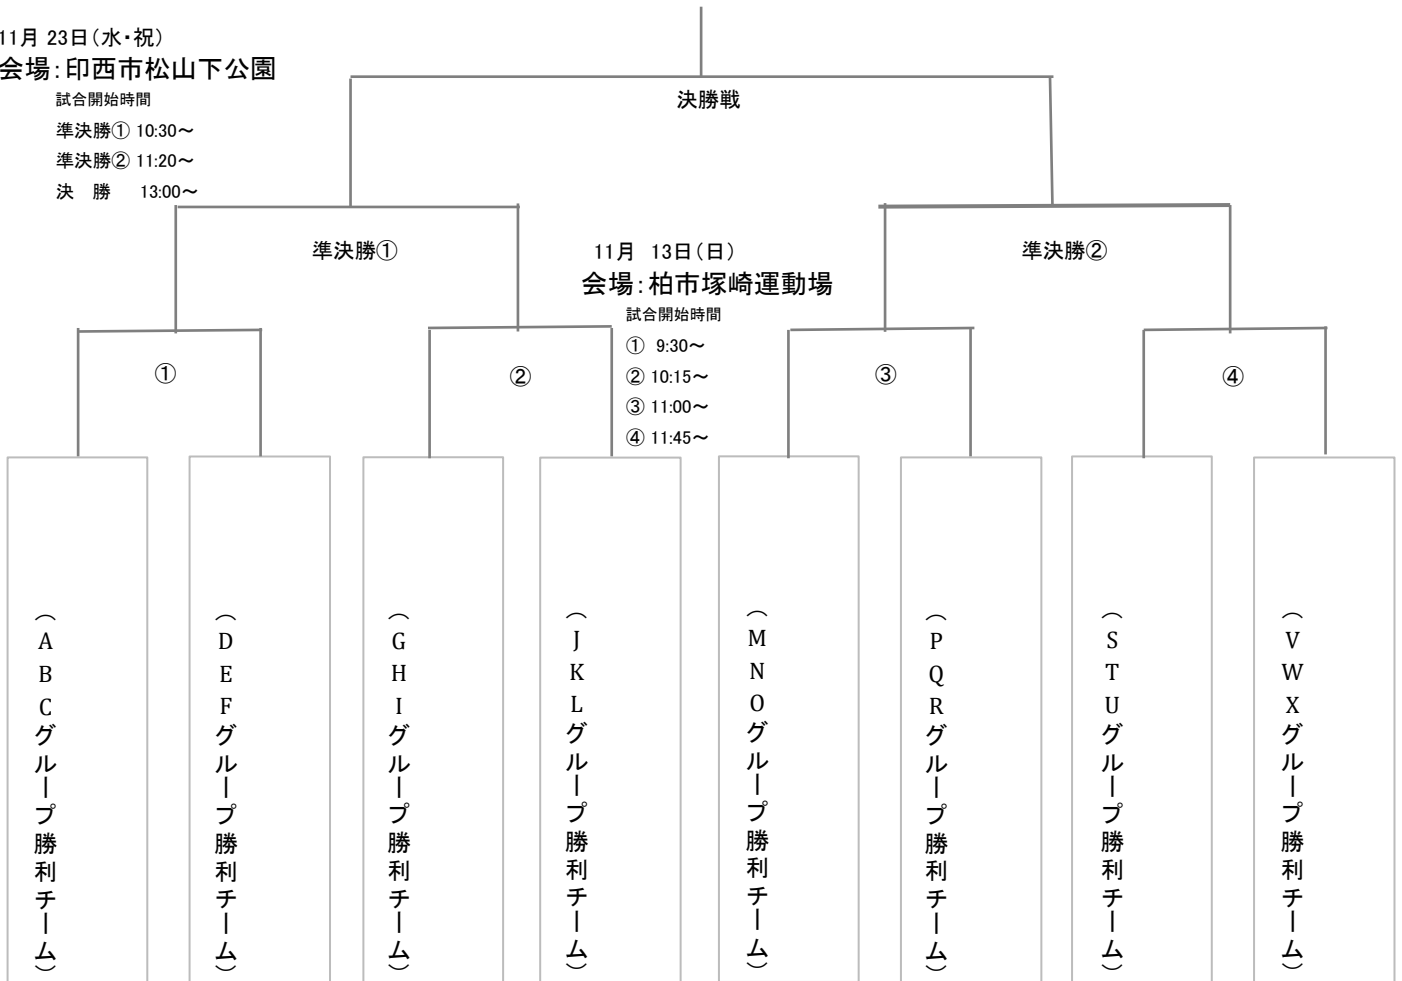 11月 23日(水・祝)
会場：印西市松山下公園
試合開始時間
準決勝① 10:30～
準決勝② 11:20～
決　勝　 13:00～
決勝戦
準決勝①
準決勝②
11月　13日(日)
会場：柏市塚崎運動場
試合開始時間
① 9:30～
② 10:15～
③ 11:00～
④ 11:45～
①
②
③
④
（ABCグループ勝利チーム）
（DEFグループ勝利チーム）
（GHIグループ勝利チーム）
（JKLグループ勝利チーム）
（MNOグループ勝利チーム）
（PQRグループ勝利チーム）
（STUグループ勝利チーム）
（VWXグループ勝利チーム）